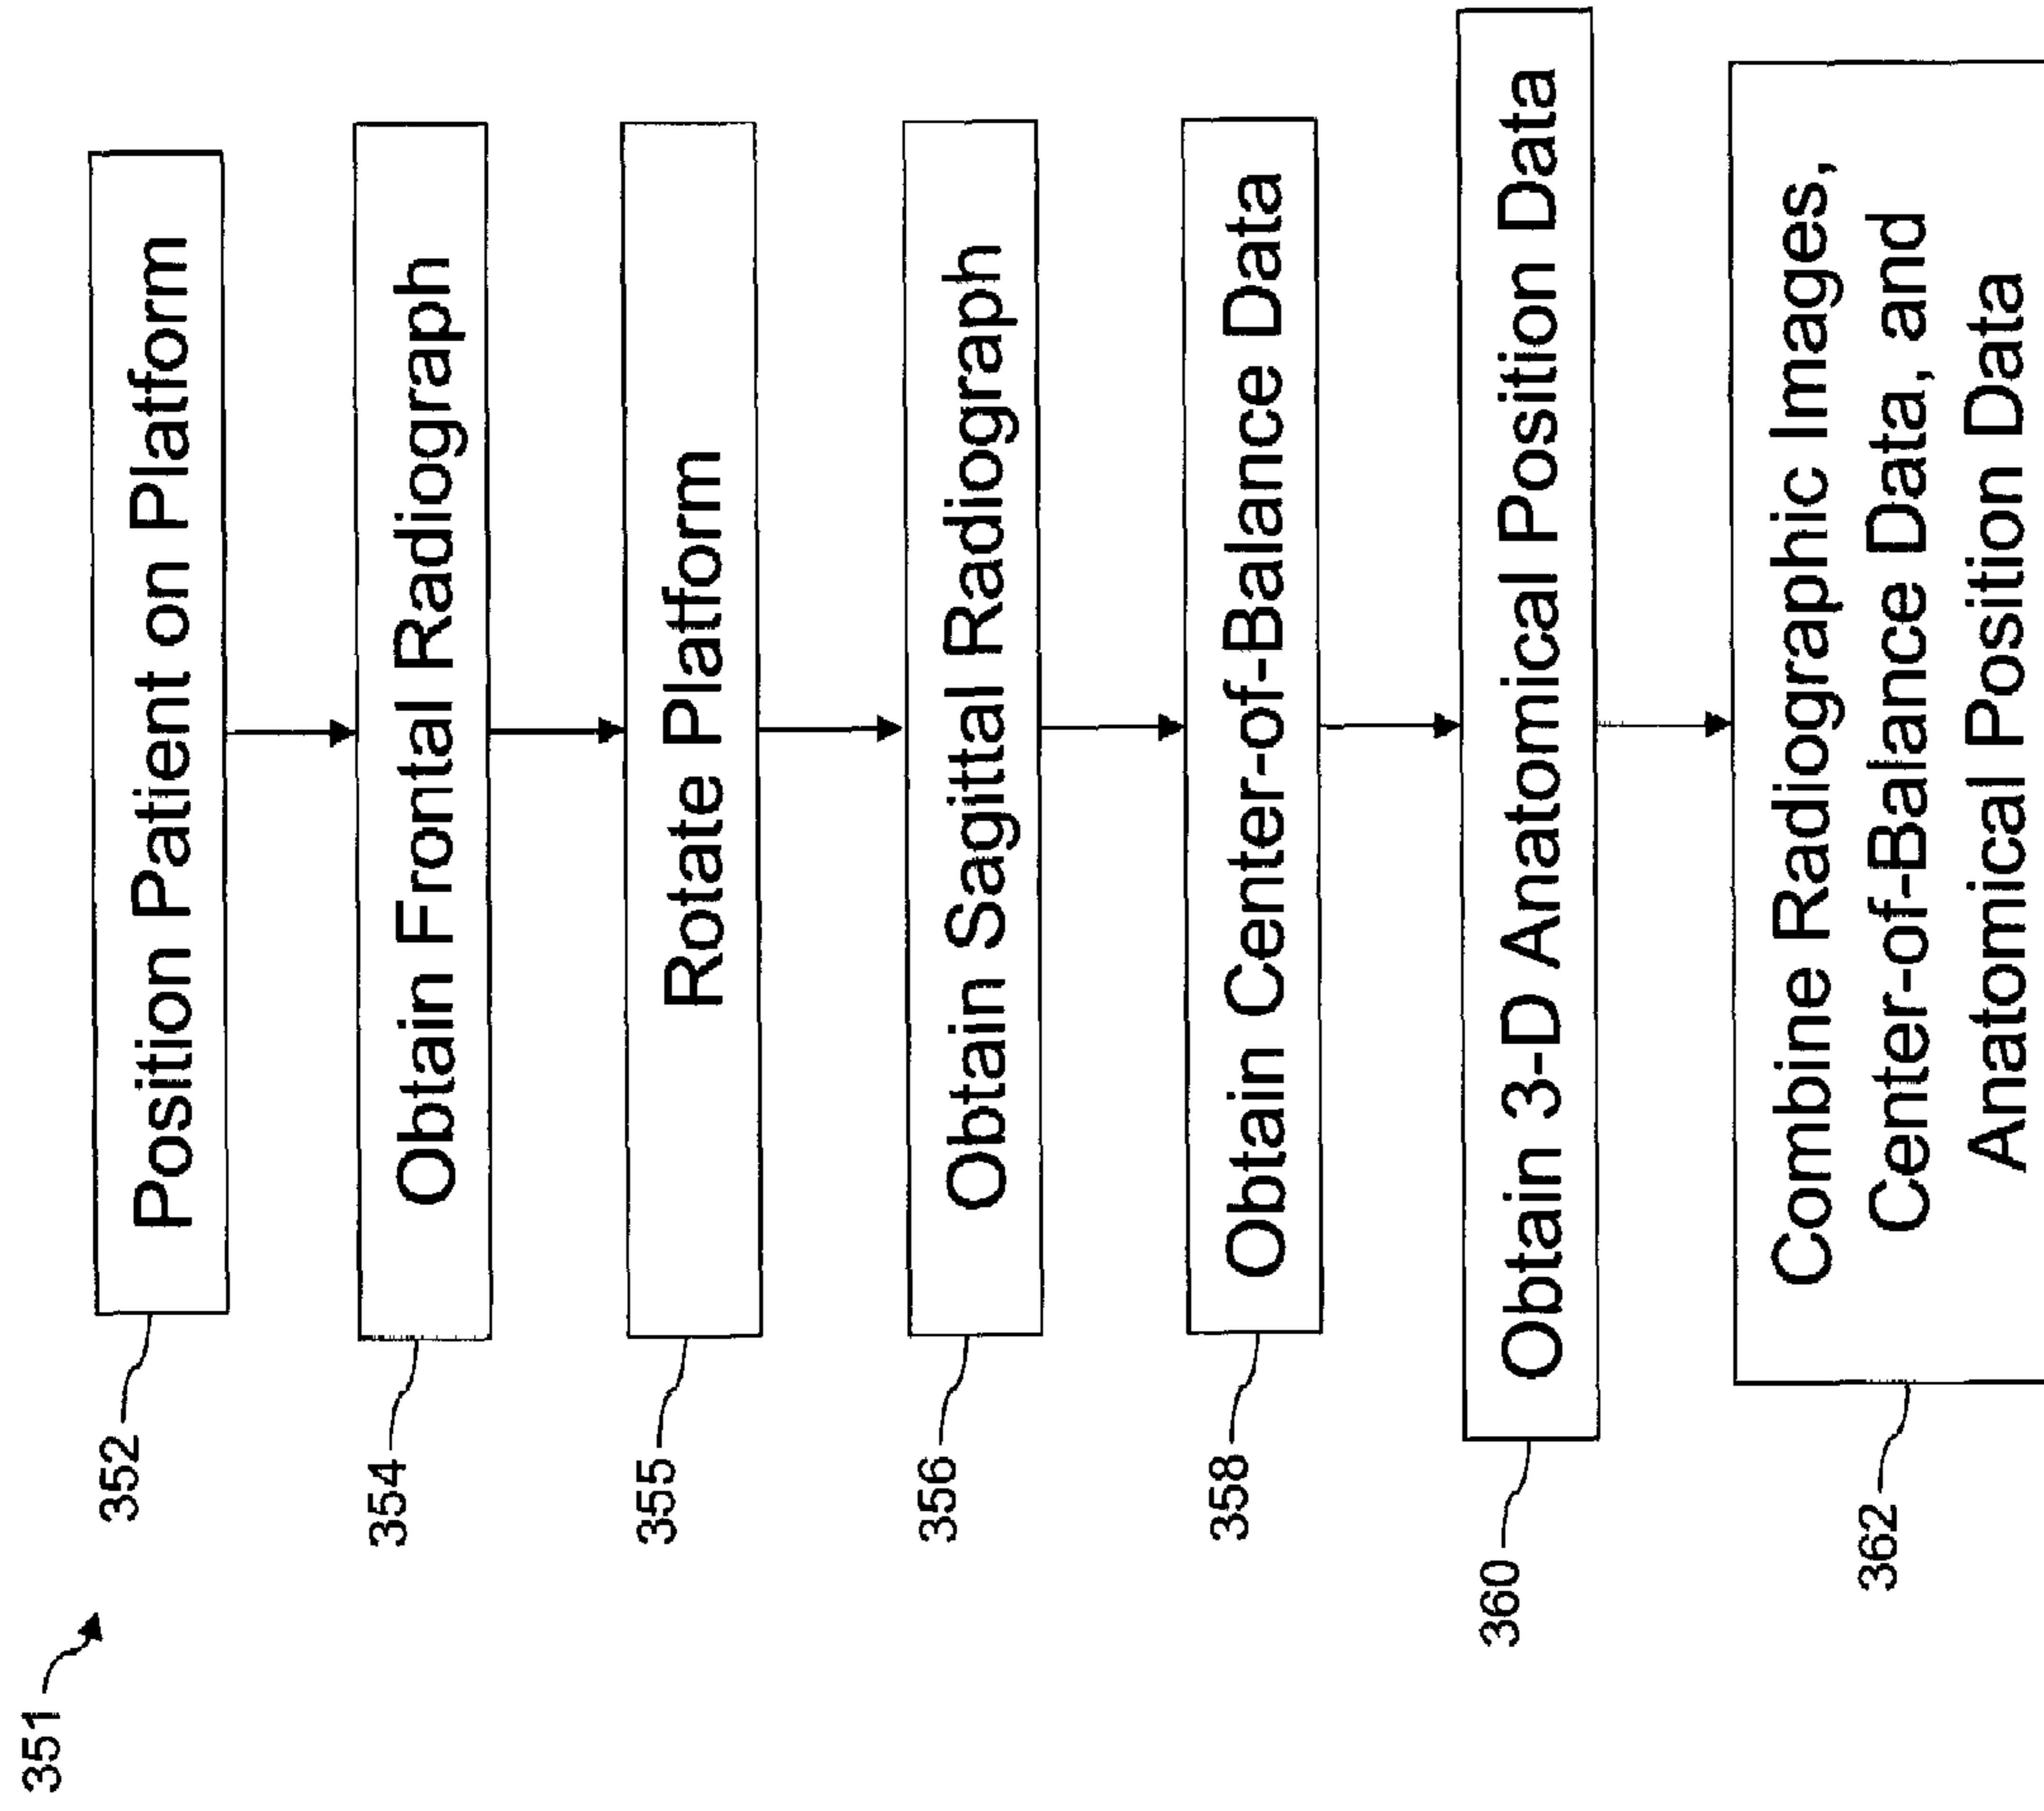 351
352
Position Patient on Platform
354
Obtain Frontal Radiograph
355
Rotate Platform
356
Obtain Sagittal Radiograph
358
Obtain Center-of-Balance Data
360
Obtain 3-D Anatomical Position Data
362
Combine Radiographic Images,
Center-of-Balance Data, and
Anatomical Position Data